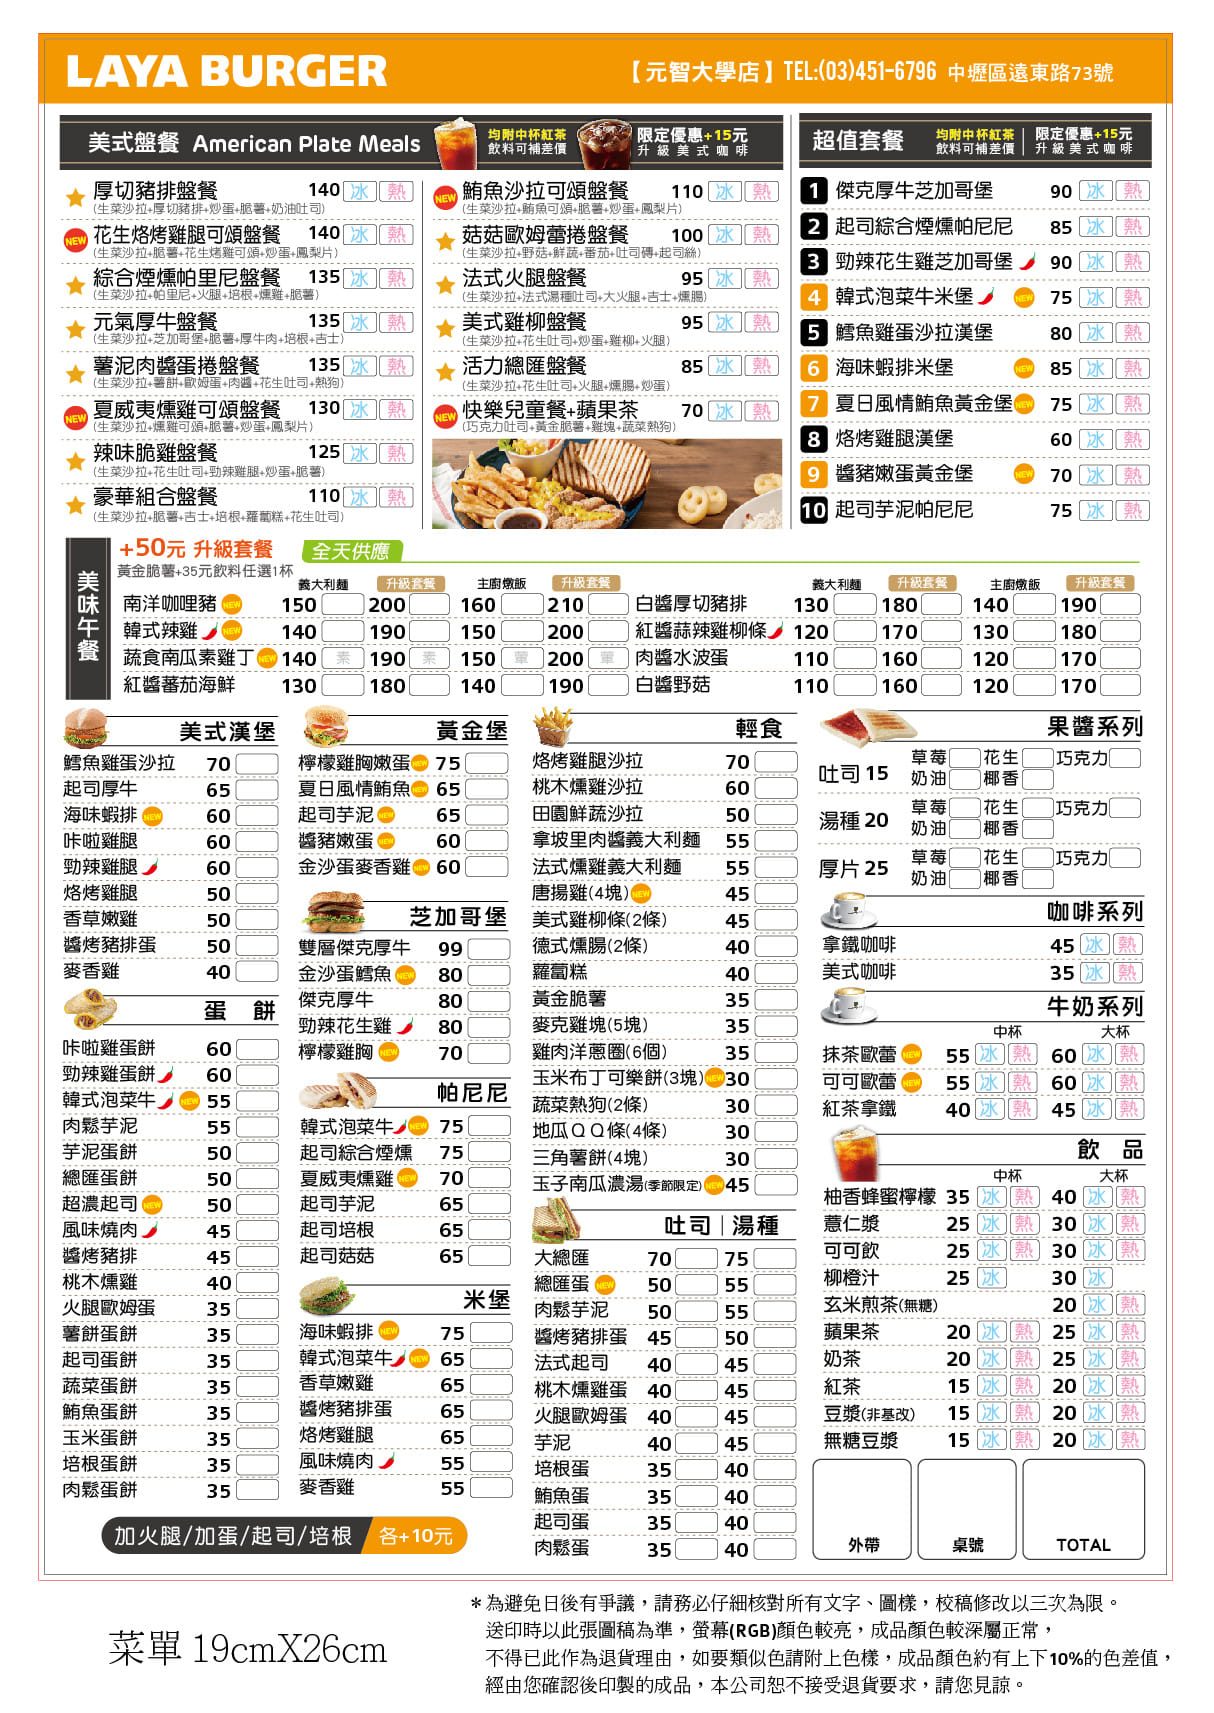 LAYA BURGER
【元智大學店】TEL:(03)451-6796 中壢區遠東路73號
美式盤餐 American Plate Meals 均附中杯紅茶 飲料可補差價 限定優惠+15元 升級美式咖啡
厚切豬排盤餐 140 冰 熱
(生菜沙拉+厚切豬排+炒蛋+脆薯+奶油吐司)
NEW 花生烙烤雞腿可頌盤餐 140 冰 熱
(生菜沙拉+脆薯+花生烤雞可頌+炒蛋+鳳梨片)
綜合煙燻帕里尼盤餐 135 冰 熱
(生菜沙拉+帕里尼+火腿+培根+燻雞+脆薯)
元氣厚牛盤餐 135 冰 熱
(生菜沙拉+芝加哥堡+脆薯+厚牛肉+培根+吉士)
薯泥肉醬蛋捲盤餐 135 冰 熱
(生菜沙拉+薯餅+歐姆蛋+肉醬+花生吐司+熱狗)
NEW 夏威夷燻雞可頌盤餐 130 冰 熱
(生菜沙拉+燻雞可頌+脆薯+炒蛋+鳳梨片)
辣味脆雞盤餐 125 冰 熱
(生菜沙拉+花生吐司+勁辣雞腿+炒蛋+脆薯)
豪華組合盤餐 110 冰 熱
(生菜沙拉+脆薯+吉士+培根+蘿蔔糕+花生吐司)
NEW 鮪魚沙拉可頌盤餐 110 冰 熱
(生菜沙拉+鮪魚可頌+脆薯+炒蛋+鳳梨片)
菇菇歐姆蕾捲盤餐 100 冰 熱
(生菜沙拉+野菇+鮮蔬+番茄+吐司磚+起司絲)
法式火腿盤餐 95 冰 熱
(生菜沙拉+法式湯種吐司+大火腿+吉士+燻腸)
美式雞柳盤餐 95 冰 熱
(生菜沙拉+花生吐司+炒蛋+雞柳+火腿)
活力總匯盤餐 85 冰 熱
(生菜沙拉+花生吐司+火腿+燻腸+炒蛋)
NEW 快樂兒童餐+蘋果茶 70 冰 熱
(巧克力吐司+黃金脆薯+雞塊+蔬菜熱狗)
超值套餐 均附中杯紅茶 飲料可補差價 限定優惠+15元 升級美式咖啡
1 傑克厚牛芝加哥堡 90 冰 熱
2 起司綜合煙燻帕尼尼 85 冰 熱
3 勁辣花生雞芝加哥堡 90 冰 熱
4 韓式泡菜牛米堡 NEW 75 冰 熱
5 鱈魚雞蛋沙拉漢堡 80 冰 熱
6 海味蝦排米堡 NEW 85 冰 熱
7 夏日風情鮪魚黃金堡 NEW 75 冰 熱
8 烙烤雞腿漢堡 60 冰 熱
9 醬豬嫩蛋黃金堡 NEW 70 冰 熱
10 起司芋泥帕尼尼 75 冰 熱
美味午餐
+50元 升級套餐 全天供應
黃金脆薯+35元飲料任選1杯
義大利麵 升級套餐 主廚燉飯 升級套餐
南洋咖哩豬 NEW 150 200 160 210
韓式辣雞 NEW 140 190 150 200
蔬食南瓜素雞丁 NEW 140 素 190 素 150 葷 200 葷
紅醬蕃茄海鮮 130 180 140 190
義大利麵 升級套餐 主廚燉飯 升級套餐
白醬厚切豬排 130 180 140 190
紅醬蒜辣雞柳條 120 170 130 180
肉醬水波蛋 110 160 120 170
白醬野菇 110 160 120 170
美式漢堡
鱈魚雞蛋沙拉 70
起司厚牛 65
海味蝦排 NEW 60
咔啦雞腿 60
勁辣雞腿 60
烙烤雞腿 50
香草嫩雞 50
醬烤豬排蛋 50
麥香雞 40
蛋 餅
咔啦雞蛋餅 60
勁辣雞蛋餅 60
韓式泡菜牛 NEW 55
肉鬆芋泥 55
芋泥蛋餅 50
總匯蛋餅 50
超濃起司 NEW 50
風味燒肉 45
醬烤豬排 45
桃木燻雞 40
火腿歐姆蛋 35
薯餅蛋餅 35
起司蛋餅 35
蔬菜蛋餅 35
鮪魚蛋餅 35
玉米蛋餅 35
培根蛋餅 35
肉鬆蛋餅 35
黃金堡
檸檬雞胸嫩蛋 NEW 75
夏日風情鮪魚 NEW 65
起司芋泥 NEW 65
醬豬嫩蛋 NEW 60
金沙蛋麥香雞 NEW 60
芝加哥堡
雙層傑克厚牛 99
金沙蛋鱈魚 NEW 80
傑克厚牛 80
勁辣花生雞 80
檸檬雞胸 NEW 70
帕尼尼
韓式泡菜牛 NEW 75
起司綜合煙燻 75
夏威夷燻雞 NEW 70
起司芋泥 65
起司培根 65
起司菇菇 65
米堡
海味蝦排 NEW 75
韓式泡菜牛 NEW 65
香草嫩雞 65
醬烤豬排蛋 65
烙烤雞腿 65
風味燒肉 55
麥香雞 55
加火腿/加蛋/起司/培根 各+10元
輕食
烙烤雞腿沙拉 70
桃木燻雞沙拉 60
田園鮮蔬沙拉 50
拿坡里肉醬義大利麵 55
法式燻雞義大利麵 55
唐揚雞(4塊) NEW 45
美式雞柳條(2條) 45
德式燻腸(2條) 40
蘿蔔糕 40
黃金脆薯 35
麥克雞塊(5塊) 35
雞肉洋蔥圈(6個) 35
玉米布丁可樂餅(3塊) NEW 30
蔬菜熱狗(2條) 30
地瓜QQ條(4條) 30
三角薯餅(4塊) 30
玉子南瓜濃湯(季節限定) NEW 45
吐司|湯種
大總匯 70 75
總匯蛋 NEW 50 55
肉鬆芋泥 50 55
醬烤豬排蛋 45 50
法式起司 40 45
桃木燻雞蛋 40 45
火腿歐姆蛋 40 45
芋泥 40 45
培根蛋 35 40
鮪魚蛋 35 40
起司蛋 35 40
肉鬆蛋 35 40
果醬系列
吐司 15 草莓 花生 巧克力 奶油 椰香
湯種 20 草莓 花生 巧克力 奶油 椰香
厚片 25 草莓 花生 巧克力 奶油 椰香
咖啡系列
拿鐵咖啡 45 冰 熱
美式咖啡 35 冰 熱
牛奶系列
中杯 大杯
抹茶歐蕾 NEW 55 冰 熱 60 冰 熱
可可歐蕾 NEW 55 冰 熱 60 冰 熱
紅茶拿鐵 40 冰 熱 45 冰 熱
飲 品
中杯 大杯
柚香蜂蜜檸檬 35 冰 熱 40 冰 熱
薏仁漿 25 冰 熱 30 冰 熱
可可飲 25 冰 熱 30 冰 熱
柳橙汁 25 冰 30 冰
玄米煎茶(無糖) 20 冰 熱
蘋果茶 20 冰 熱 25 冰 熱
奶茶 20 冰 熱 25 冰 熱
紅茶 15 冰 熱 20 冰 熱
豆漿(非基改) 15 冰 熱 20 冰 熱
無糖豆漿 15 冰 熱 20 冰 熱
外帶 桌號 TOTAL
菜單 19cmX26cm
＊為避免日後有爭議，請務必仔細核對所有文字、圖樣，校稿修改以三次為限。
送印時以此張圖稿為準，螢幕(RGB)顏色較亮，成品顏色較深屬正常，
不得已此作為退貨理由，如要類似色請附上色樣，成品顏色約有上下10%的色差值，
經由您確認後印製的成品，本公司恕不接受退貨要求，請您見諒。